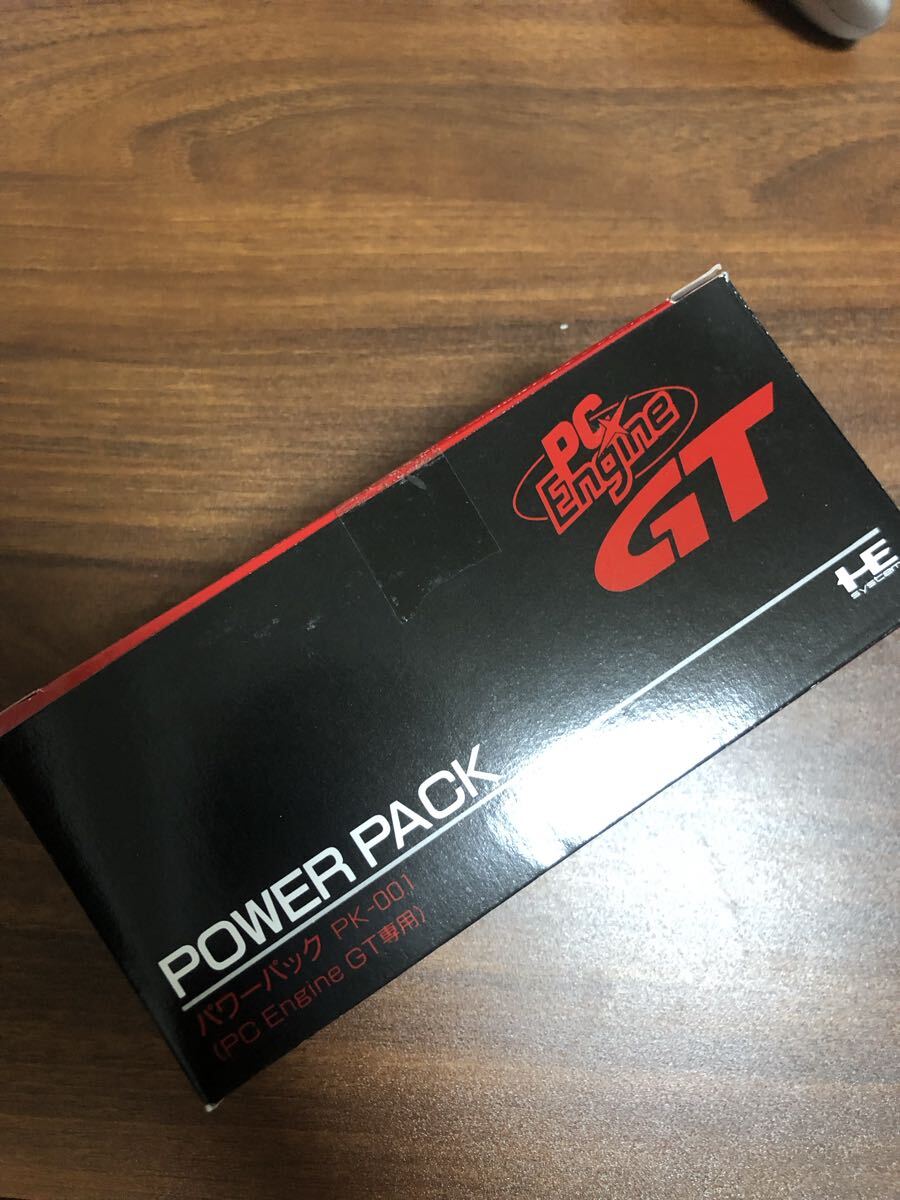 PC Engine
GT
HE
system
POWER PACK
パワーパック PK-001
(PC Engine GT専用)